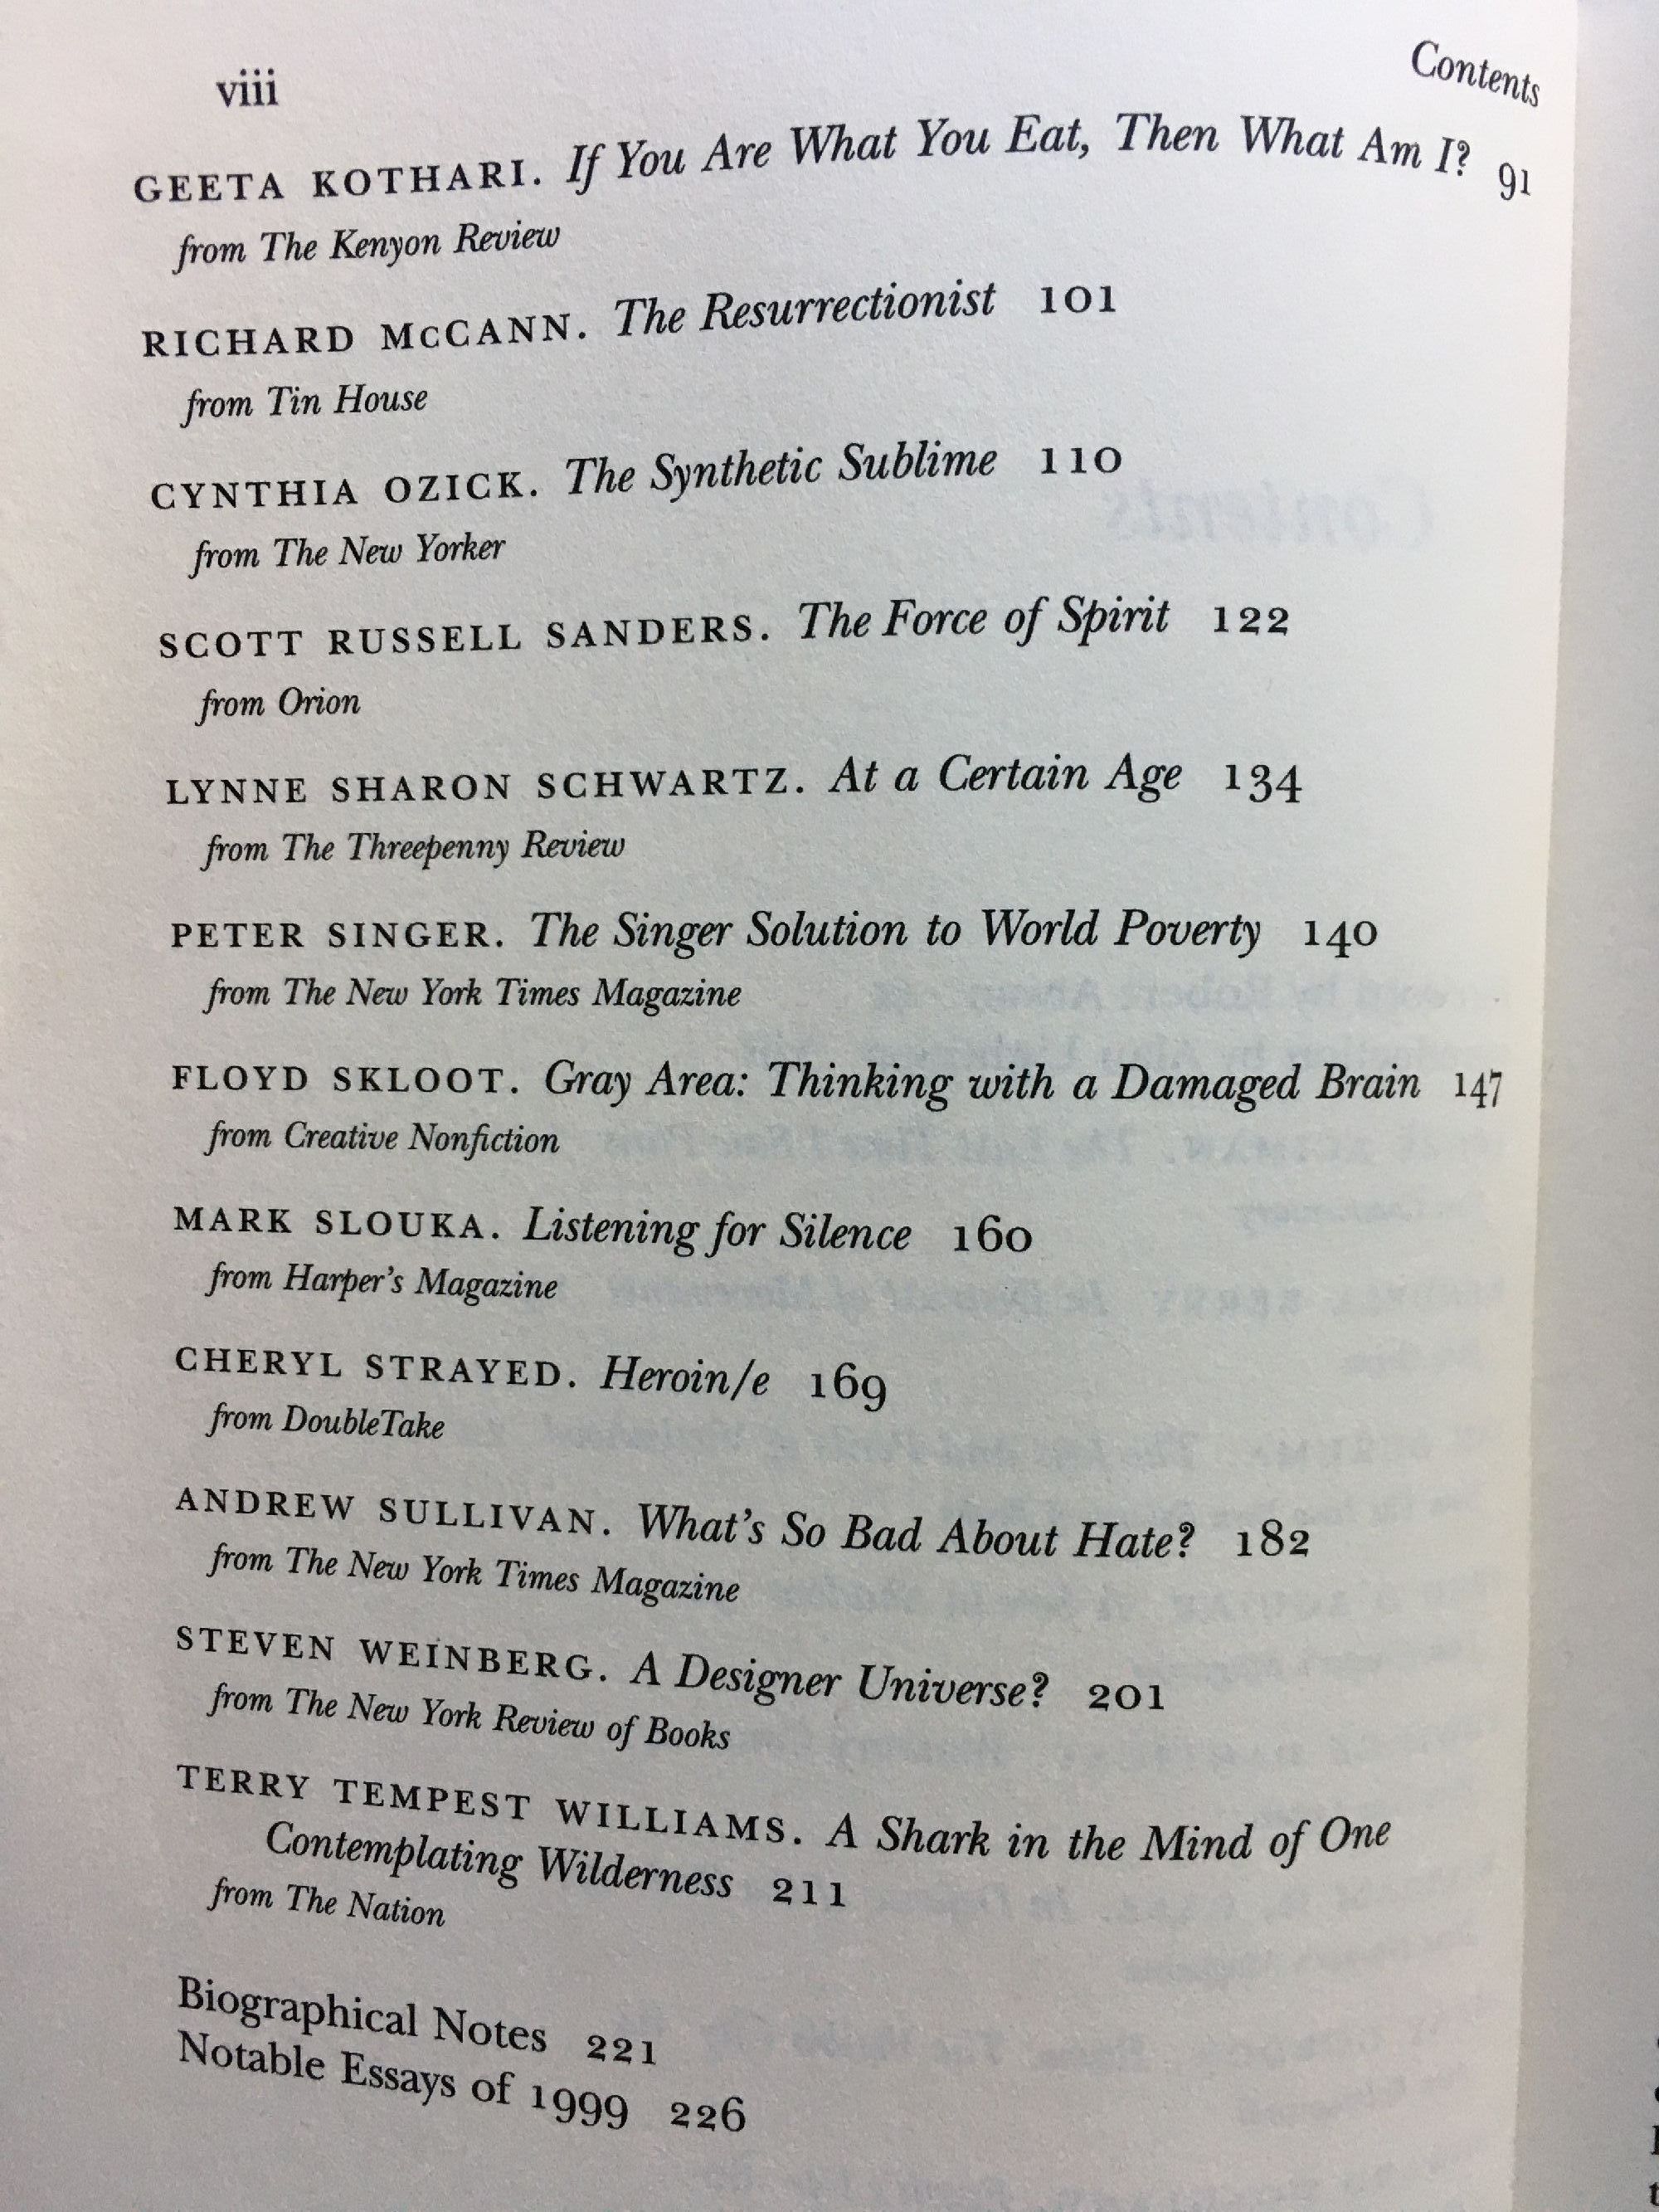 viii Contents
GEETA KOTHARI. If You Are What You Eat, Then What Am I? 91
from The Kenyon Review
RICHARD McCANN. The Resurrectionist 101
from Tin House
CYNTHIA OZICK. The Synthetic Sublime 110
from The New Yorker
SCOTT RUSSELL SANDERS. The Force of Spirit 122
from Orion
LYNNE SHARON SCHWARTZ. At a Certain Age 134
from The Threepenny Review
PETER SINGER. The Singer Solution to World Poverty 140
from The New York Times Magazine
FLOYD SKLOOT. Gray Area: Thinking with a Damaged Brain 147
from Creative Nonfiction
MARK SLOUKA. Listening for Silence 160
from Harper's Magazine
CHERYL STRAYED. Heroin/e 169
from DoubleTake
ANDREW SULLIVAN. What's So Bad About Hate? 182
from The New York Times Magazine
STEVEN WEINBERG. A Designer Universe? 201
from The New York Review of Books
TERRY TEMPEST WILLIAMS. A Shark in the Mind of One
Contemplating Wilderness 211
from The Nation
Biographical Notes 221
Notable Essays of 1999 226